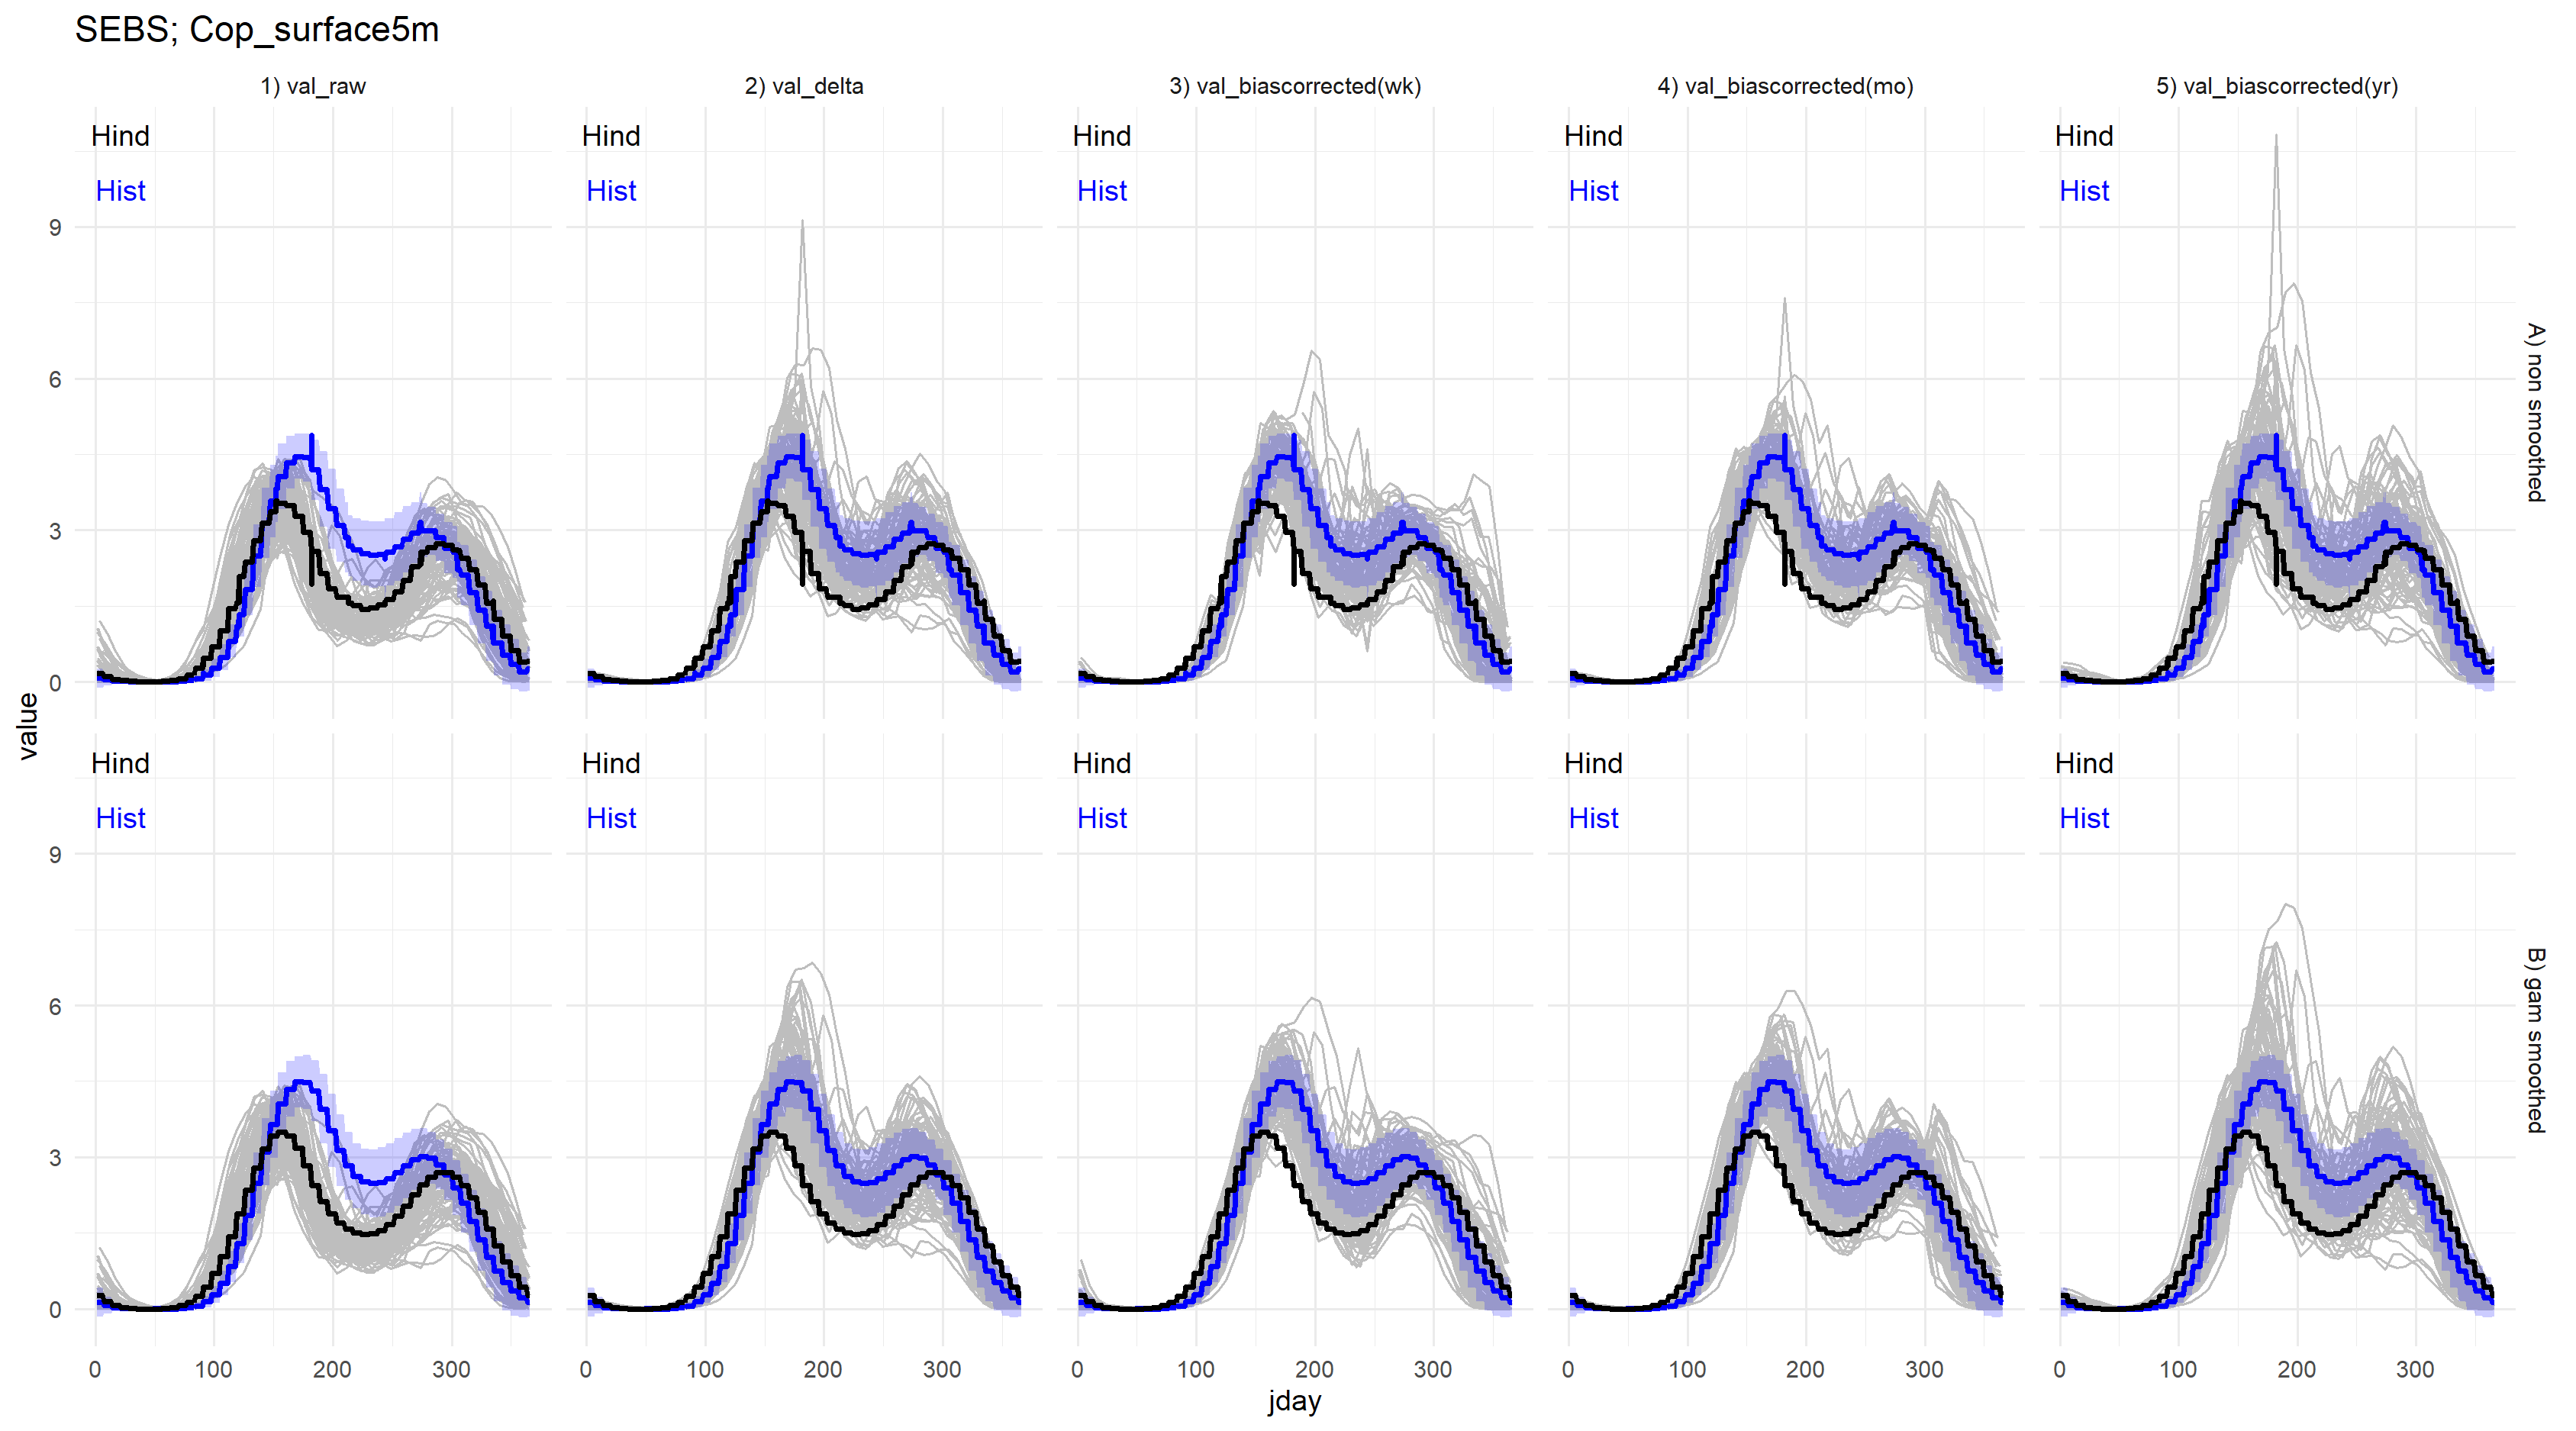 SEBS; Cop_surface5m
1) val_raw
2) val_delta
3) val_biascorrected(wk)
4) val_biascorrected(mo)
5) val_biascorrected(yr)
Hind
Hind
Hind
Hind
Hind
Hist
Hist
Hist
Hist
Hist
9
6
3
0
A) non smoothed
value
Hind
Hind
Hind
Hind
Hind
Hist
Hist
Hist
Hist
Hist
9
6
3
0
B) gam smoothed
0 100 200 300
0 100 200 300
0 100 200 300
0 100 200 300
0 100 200 300
jday